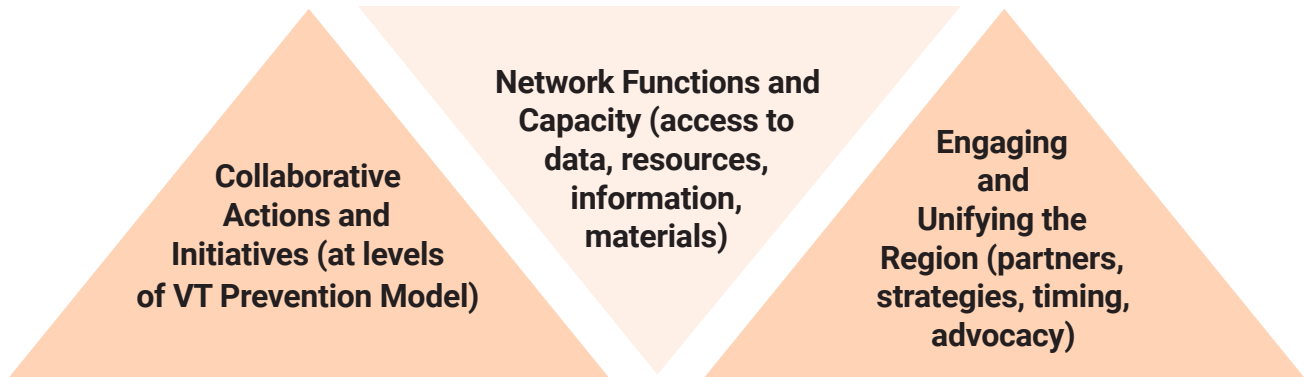 Collaborative
Actions and
Initiatives (at levels
of VT Prevention Model)
Network Functions and
Capacity (access to
data, resources,
information,
materials)
Engaging
and
Unifying the
Region (partners,
strategies, timing,
advocacy)